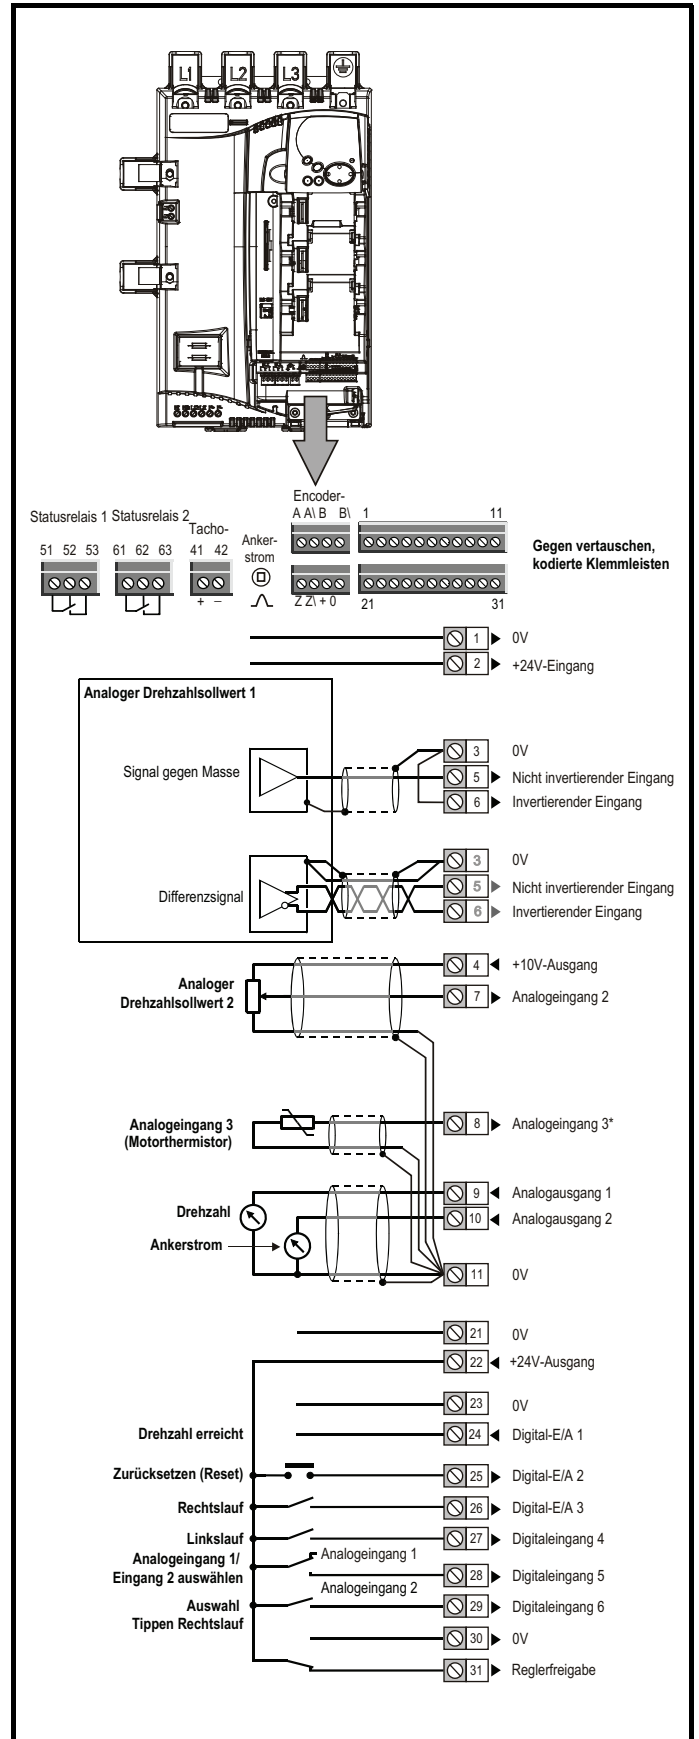 L1 L2 L3
Encoder-
A A\ B B\ 1 11
Statusrelais 1 Statusrelais 2
Tacho-
Anker-
strom
51 52 53 61 62 63 41 42
Gegen vertauschen,
kodierte Klemmleisten
+ – Z Z\ + 0 21 31
1 0V
2 +24V-Eingang
Analoger Drehzahlsollwert 1
Signal gegen Masse
3 0V
5 Nicht invertierender Eingang
6 Invertierender Eingang
Differenzsignal
3 0V
5 Nicht invertierender Eingang
6 Invertierender Eingang
Analoger
Drehzahlsollwert 2
4 +10V-Ausgang
7 Analogeingang 2
Analogeingang 3
(Motorthermistor)
8 Analogeingang 3*
Drehzahl
9 Analogausgang 1
10 Analogausgang 2
Ankerstrom
11 0V
21 0V
22 +24V-Ausgang
23 0V
Drehzahl erreicht 24 Digital-E/A 1
Zurücksetzen (Reset) 25 Digital-E/A 2
Rechtslauf 26 Digital-E/A 3
Linkslauf 27 Digitaleingang 4
Analogeingang 1/
Eingang 2 auswählen
Analogeingang 1
28 Digitaleingang 5
Analogeingang 2
Auswahl
Tippen Rechtslauf
29 Digitaleingang 6
30 0V
31 Reglerfreigabe